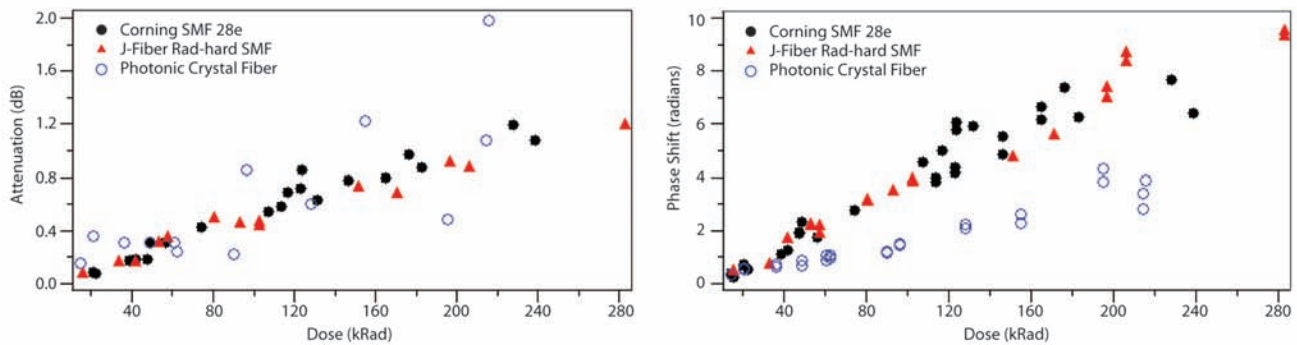 2.0
1.6
1.2
0.8
0.4
0.0
Attenuation (dB)
Corning SMF 28e
J-Fiber Rad-hard SMF
Photonic Crystal Fiber
40 80 120 160 200 240 280
Dose (kRad)
10
8
6
4
2
0
Phase Shift (radians)
Corning SMF 28e
J-Fiber Rad-hard SMF
Photonic Crystal Fiber
40 80 120 160 200 240 280
Dose (kRad)